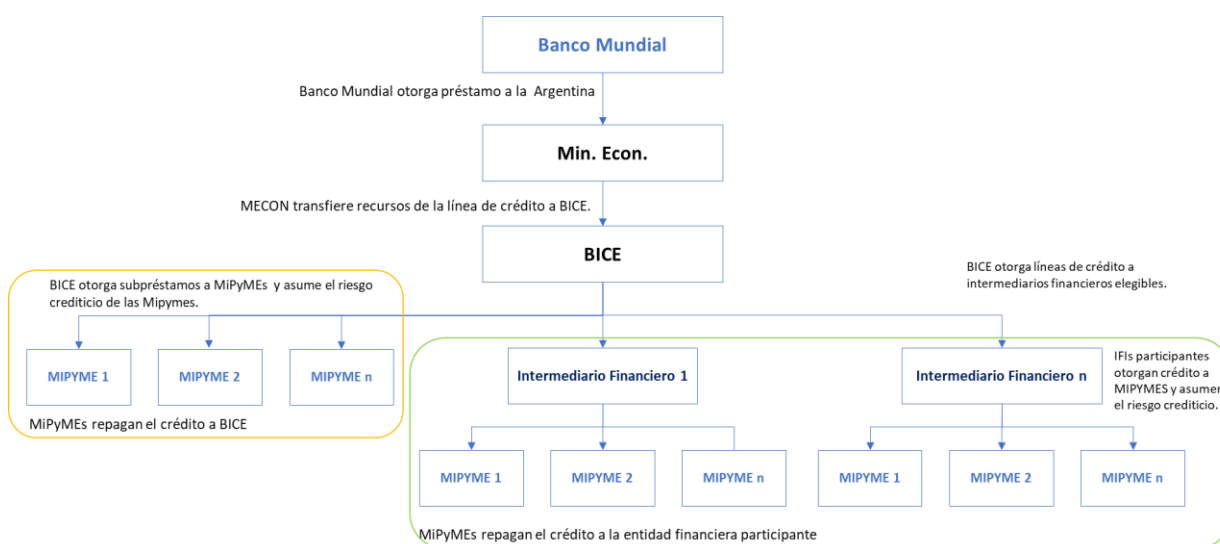 Banco Mundial
Banco Mundial otorga préstamo a la Argentina
Min. Econ.
MECON transfiere recursos de la línea de crédito a BICE.
BICE
BICE otorga subpréstamos a MiPyMEs y asume el riesgo
crediticio de las Mipymes.
BICE otorga líneas de crédito a
intermediarios financieros elegibles.
MIPYME 1
MIPYME 2
MIPYME n
MiPyMEs repagan el crédito a BICE
Intermediario Financiero 1
Intermediario Financiero n
IFIs participantes
otorgan crédito a
MIPYMES y asumen
el riesgo crediticio.
MIPYME 1
MIPYME 2
MIPYME n
MIPYME 1
MIPYME 2
MIPYME n
MiPyMEs repagan el crédito a la entidad financiera participante